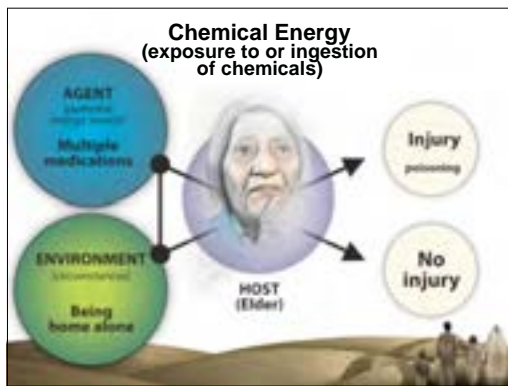 Chemical Energy
(exposure to or ingestion
of chemicals)
AGENT
Multiple
medications
ENVIRONMENT
(circumstances)
Being
home alone
HOST
(Elder)
Injury
poisoning
No
injury